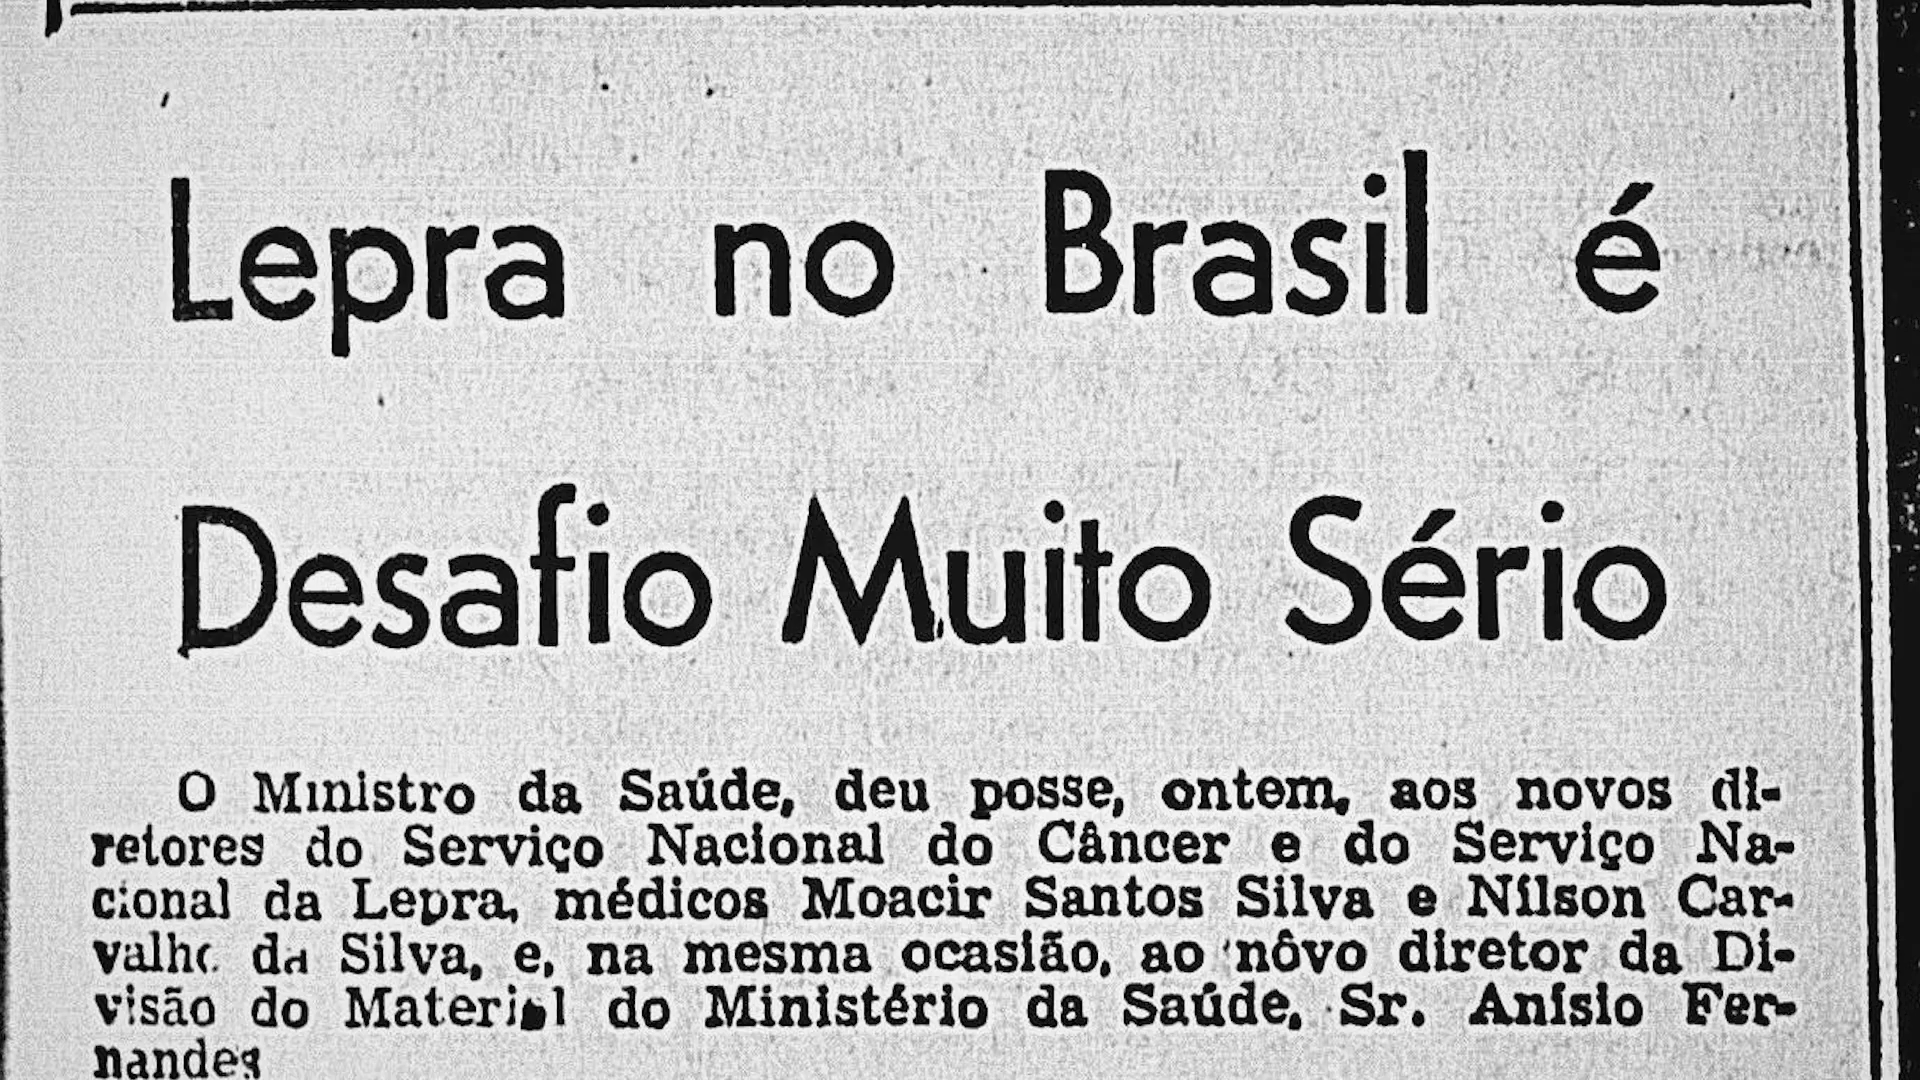 Lepra no Brasil é
Desafio Muito Sério
O Ministro da Saúde, deu posse, ontem, aos novos di-
retores do Serviço Nacional do Câncer e do Serviço Na-
cional da Lepra, médicos Moacir Santos Silva e Nilson Car-
valho da Silva, e, na mesma ocasião, ao nôvo diretor da Di-
visão do Material do Ministério da Saúde, Sr. Anísio Fer-
nandes